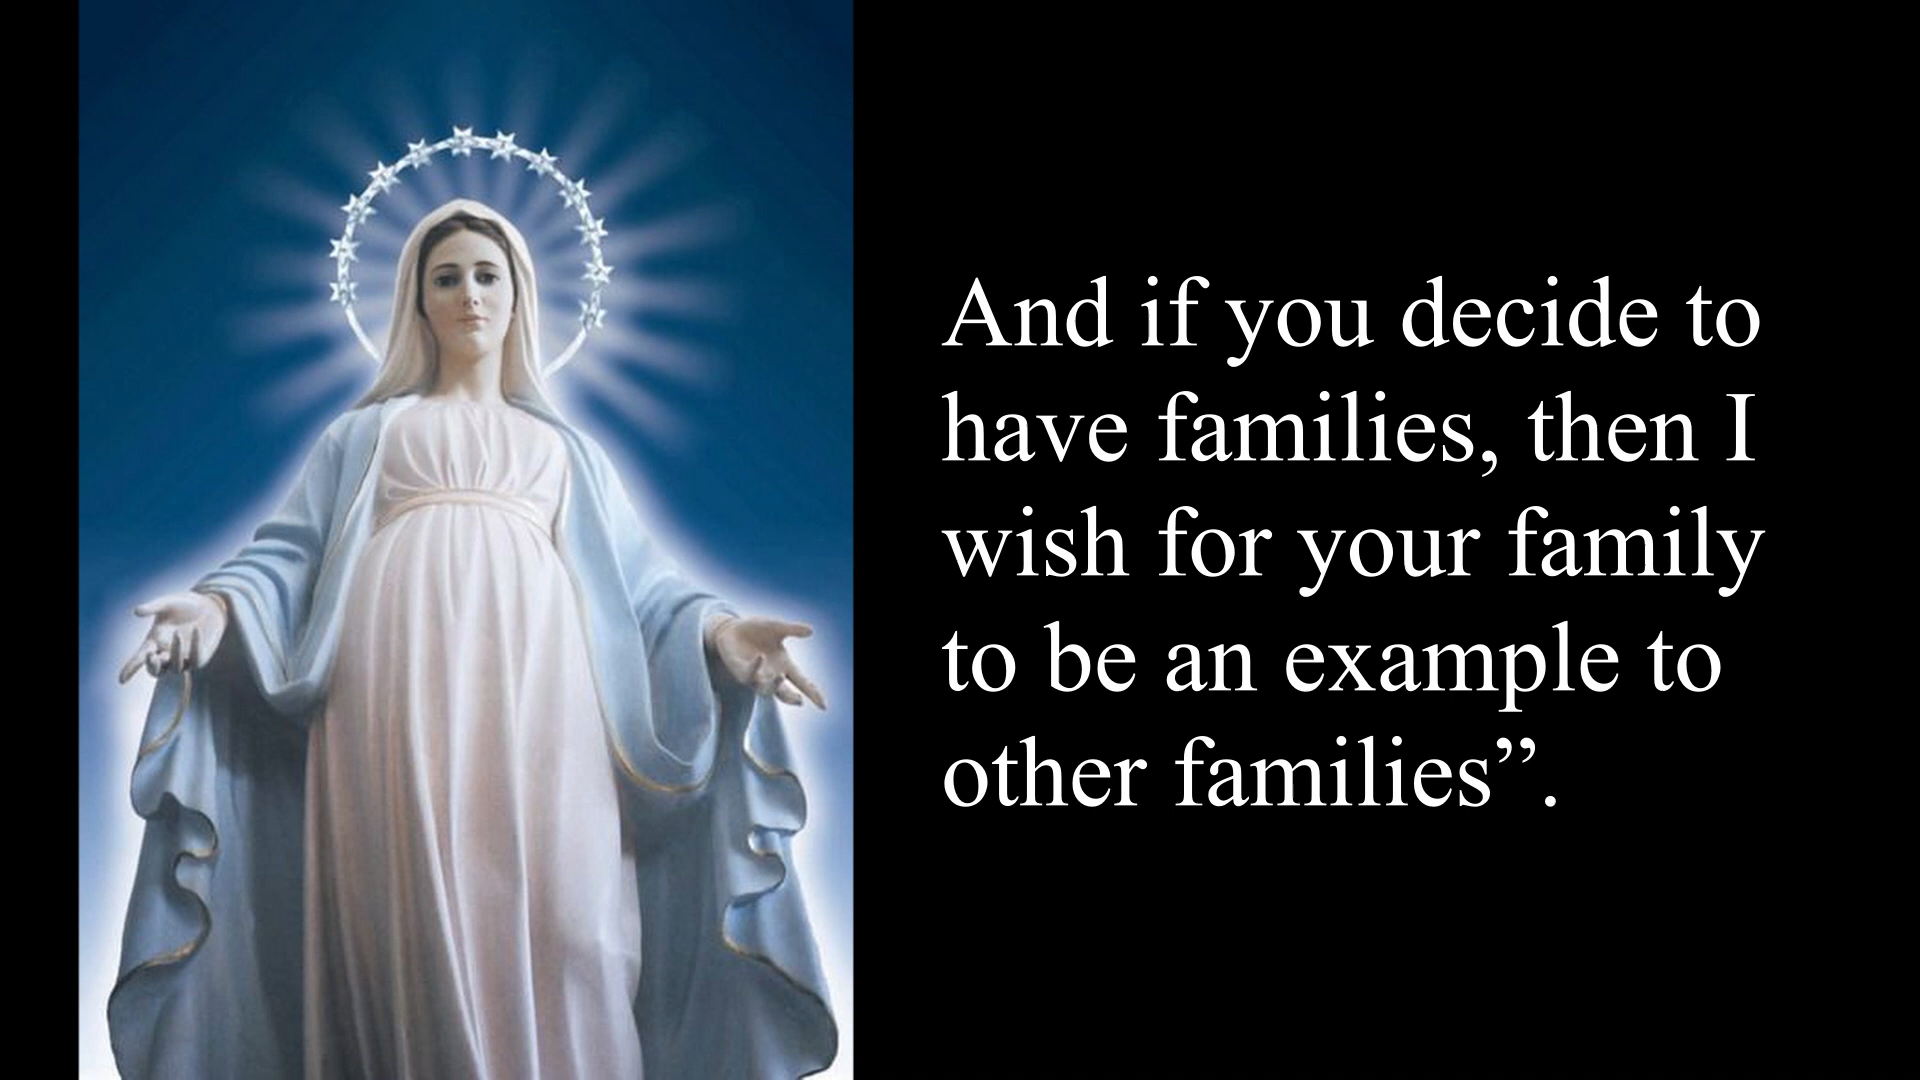 And if you decide to
have families, then I
wish for your family
to be an example to
other families”.